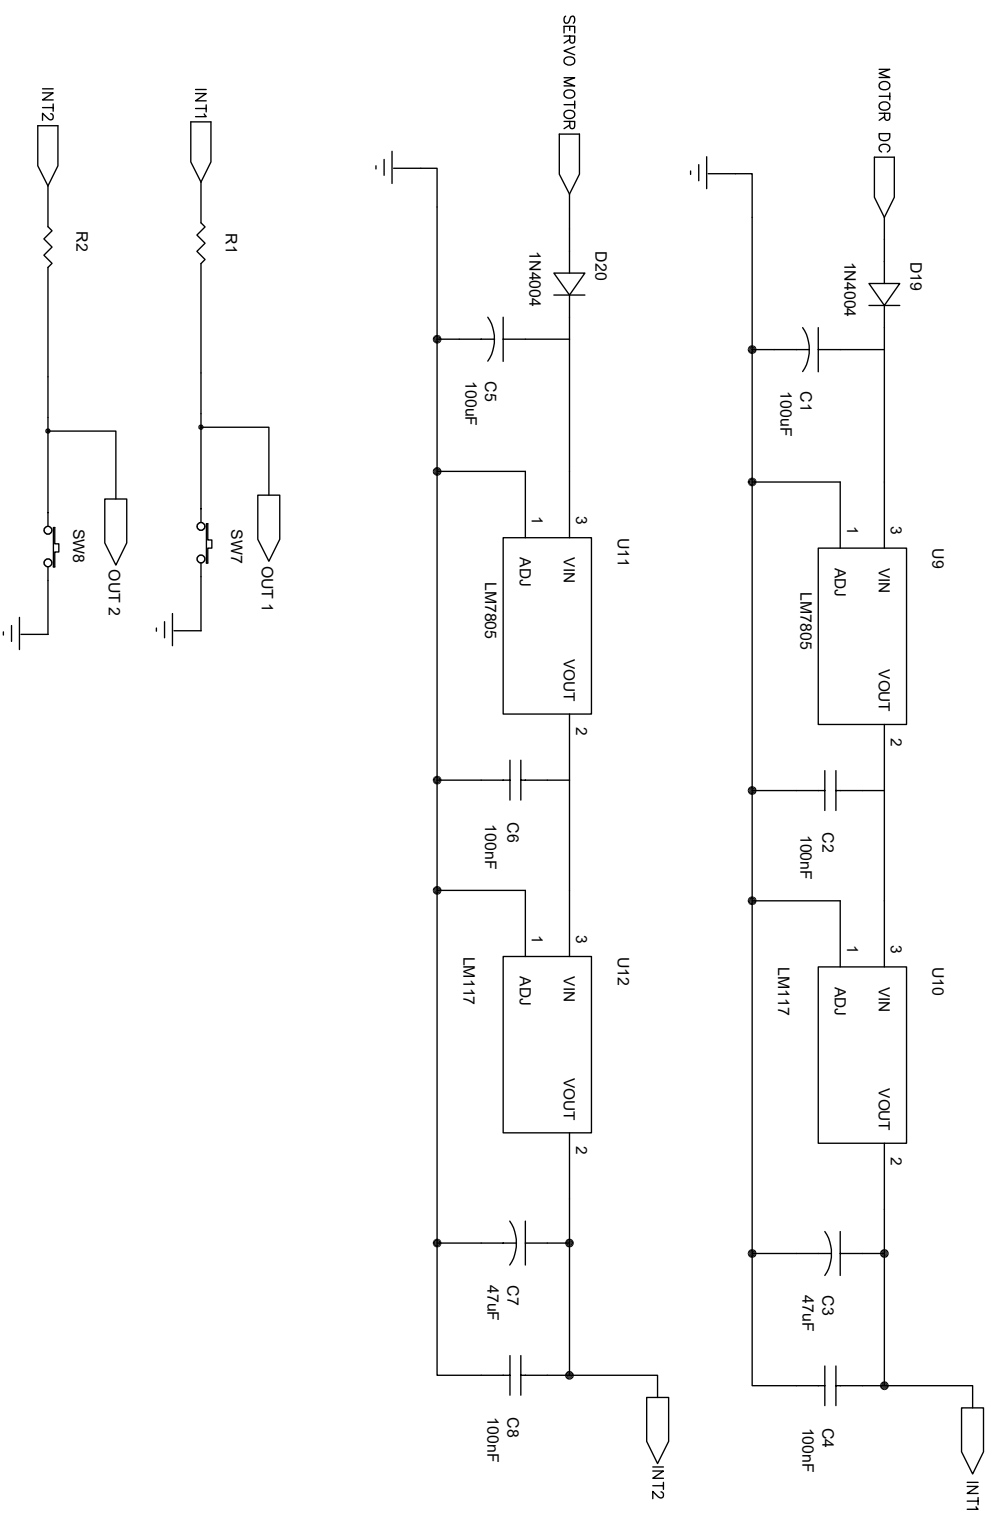 MOTOR DC
D19
1N4004
C1
100uF
U9
3
VIN
1
ADJ
VOUT
2
LM7805
C2
100nF
U10
3
VIN
1
ADJ
VOUT
2
LM117
C3
47uF
C4
100nF
INT1
SERVO MOTOR
D20
1N4004
C5
100uF
U11
3
VIN
1
ADJ
VOUT
2
LM7805
C6
100nF
U12
3
VIN
1
ADJ
VOUT
2
LM117
C7
47uF
C8
100nF
INT2
INT1
R1
OUT 1
SW7
INT2
R2
OUT 2
SW8